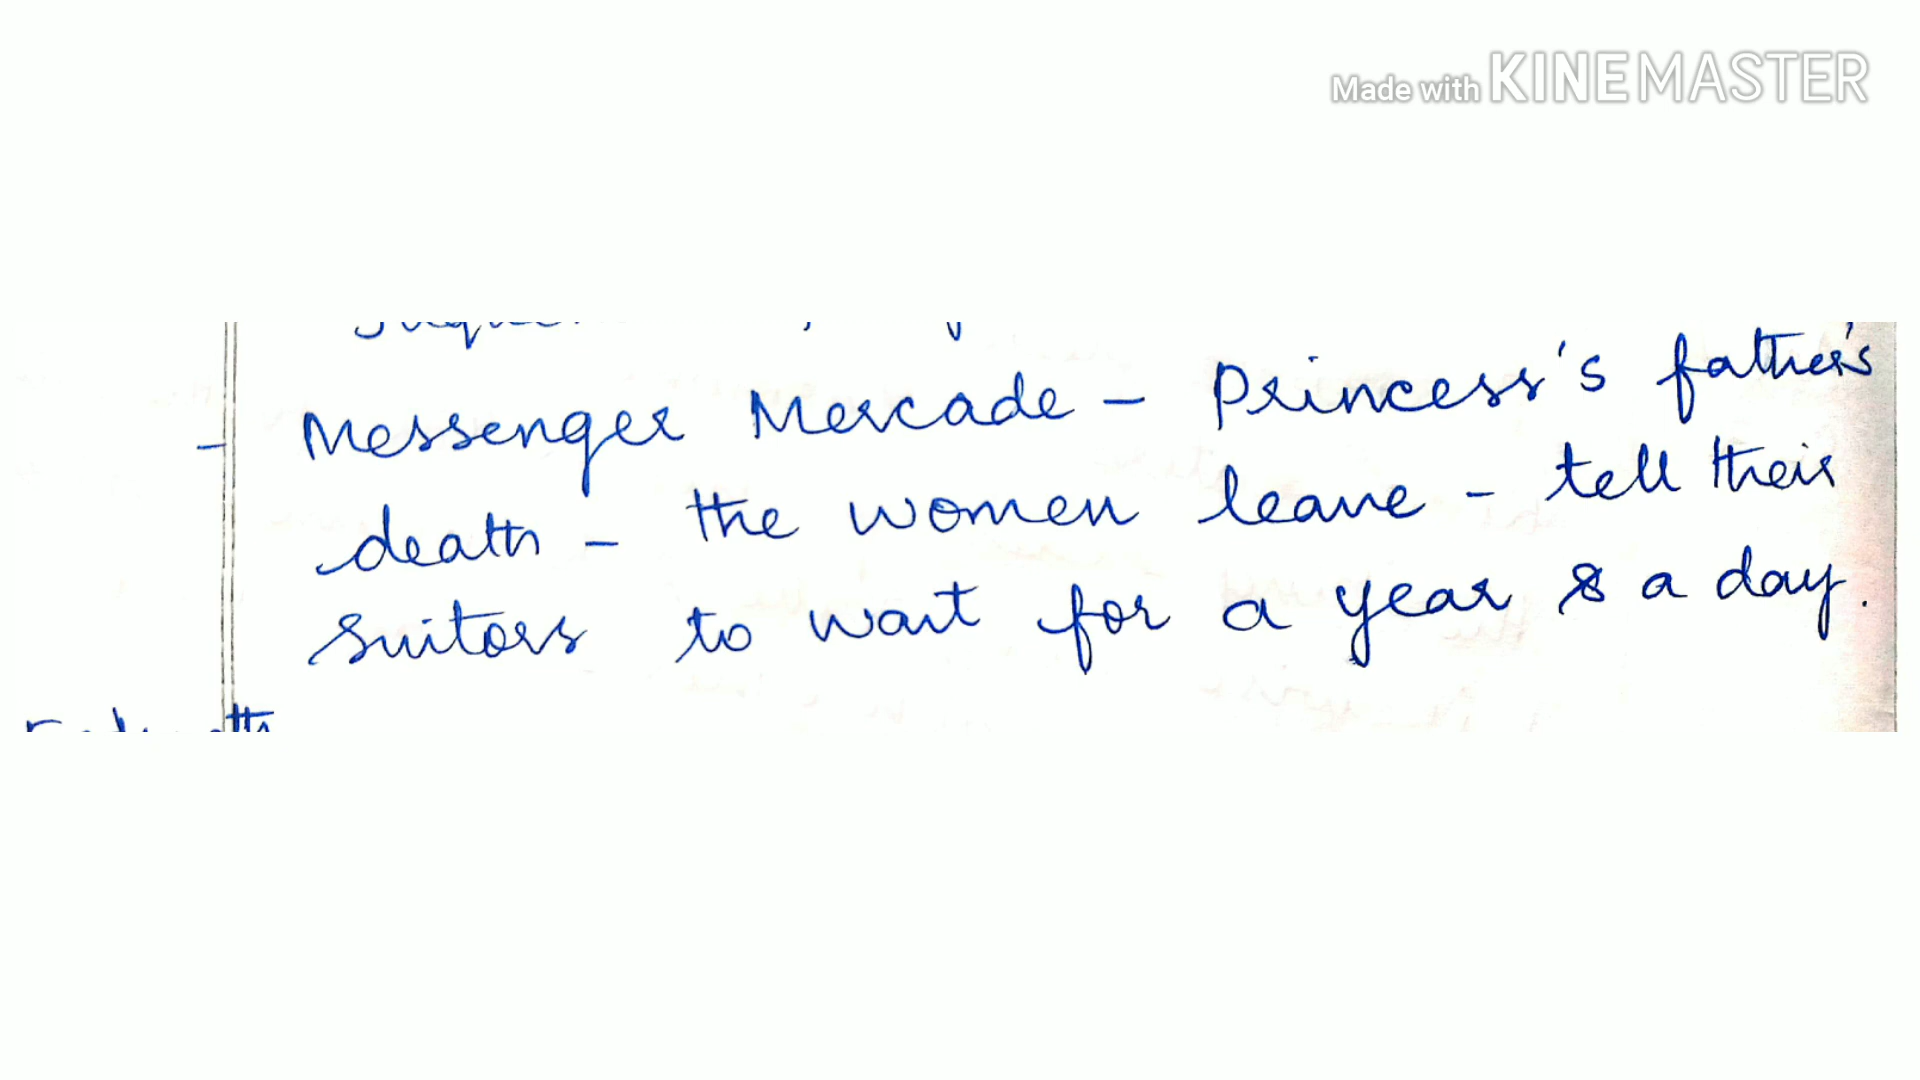 Made with KINEMASTER
- Messenger Mercade - Princess's father's
death - the women leave - tell their
suitors to wait for a year & a day.